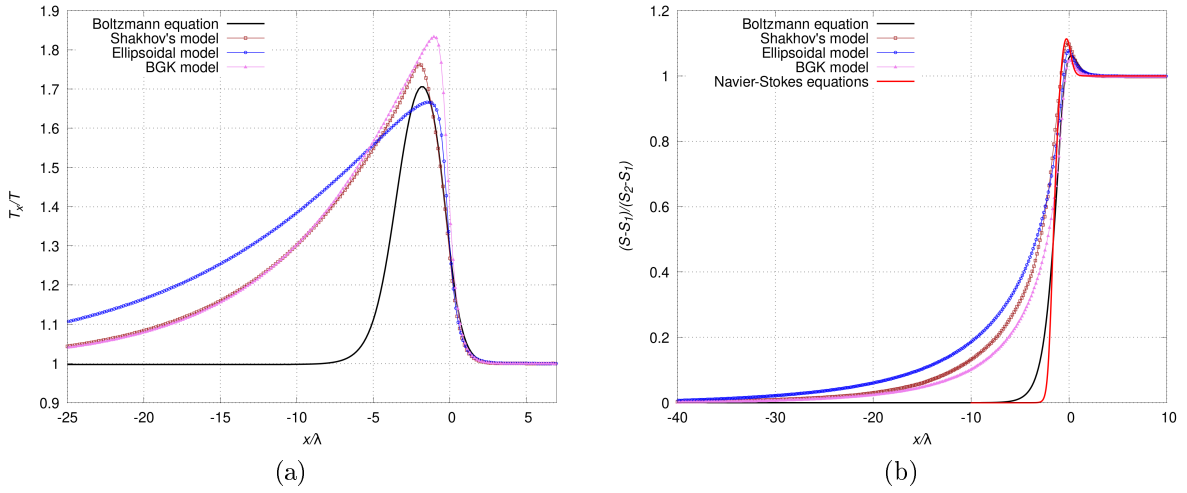 Boltzmann equation
Shakhov's model
Ellipsoidal model
BGK model
1.9
1.8
1.7
1.6
1.5
1.4
1.3
1.2
1.1
1
0.9
Tx/T
-25
-20
-15
-10
-5
0
5
x/λ
(a)
Boltzmann equation
Shakhov's model
Ellipsoidal model
BGK model
Navier-Stokes equations
1.2
1
0.8
0.6
0.4
0.2
0
(S-S1)/(S2-S1)
-40
-30
-20
-10
0
10
x/λ
(b)